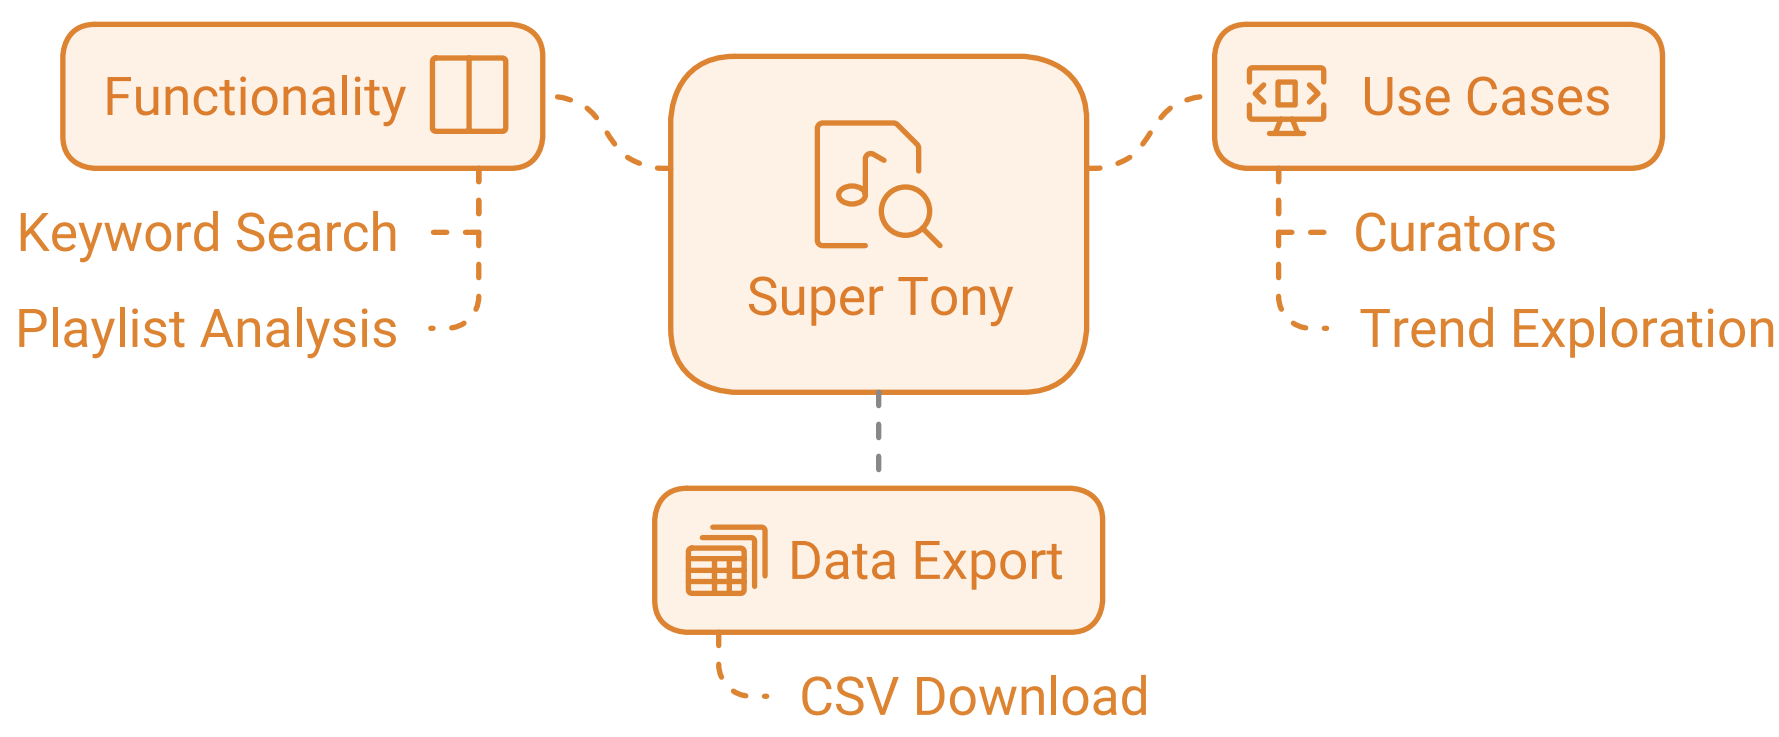 Functionality
Keyword Search
Playlist Analysis
Super Tony
Use Cases
Curators
Trend Exploration
Data Export
CSV Download